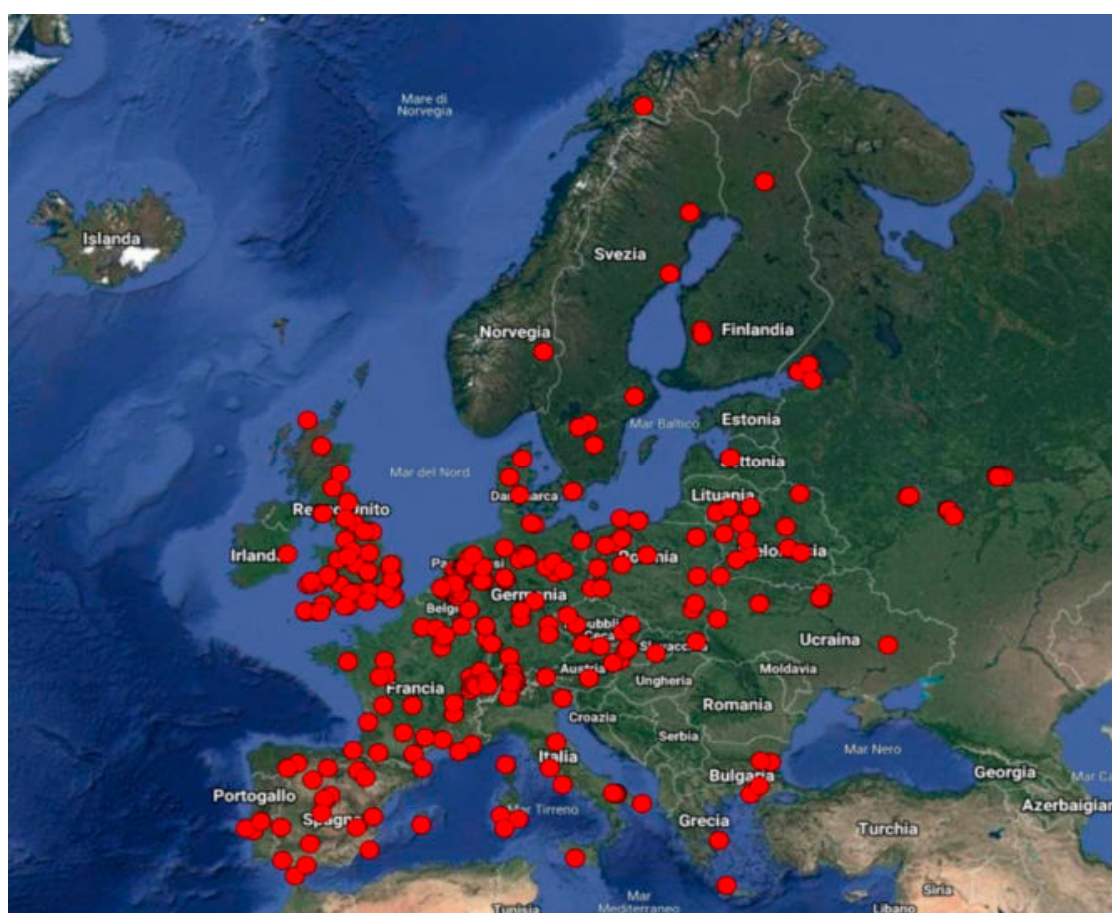 Mare di
Norvegia
Islanda
Svezia
Norvegia
Finlandia
Estonia
Mar Baltico
Mar del Nord
Lituania
Irlanda
Germania
Belgi
Ucraina
Austria
Moldavia
Ungheria
Francia
Romania
Croazia
Serbia
Italia
Mar Nero
Bulgaria
Georgia
Portogallo
Mar Tirreno
Azerbaigian
Spagna
Grecia
Turchia
Siria
Tunisia
Mar
Mediterraneo
Libano